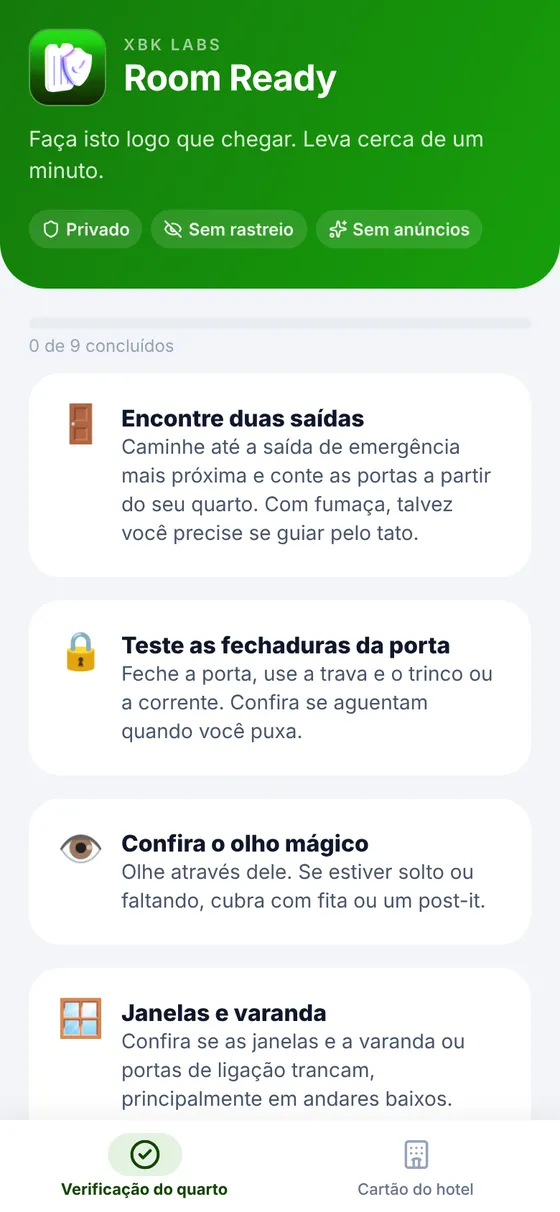 XBK LABS
Room Ready
Faça isto logo que chegar. Leva cerca de um
minuto.
Privado
Sem rastreio
Sem anúncios
0 de 9 concluídos
Encontre duas saídas
Caminhe até a saída de emergência
mais próxima e conte as portas a partir
do seu quarto. Com fumaça, talvez
você precise se guiar pelo tato.
Teste as fechaduras da porta
Feche a porta, use a trava e o trinco ou
a corrente. Confira se aguentam
quando você puxa.
Confira o olho mágico
Olhe através dele. Se estiver solto ou
faltando, cubra com fita ou um post-it.
Janelas e varanda
Confira se as janelas e a varanda ou
portas de ligação trancam,
principalmente em andares baixos.
Verificação do quarto
Cartão do hotel